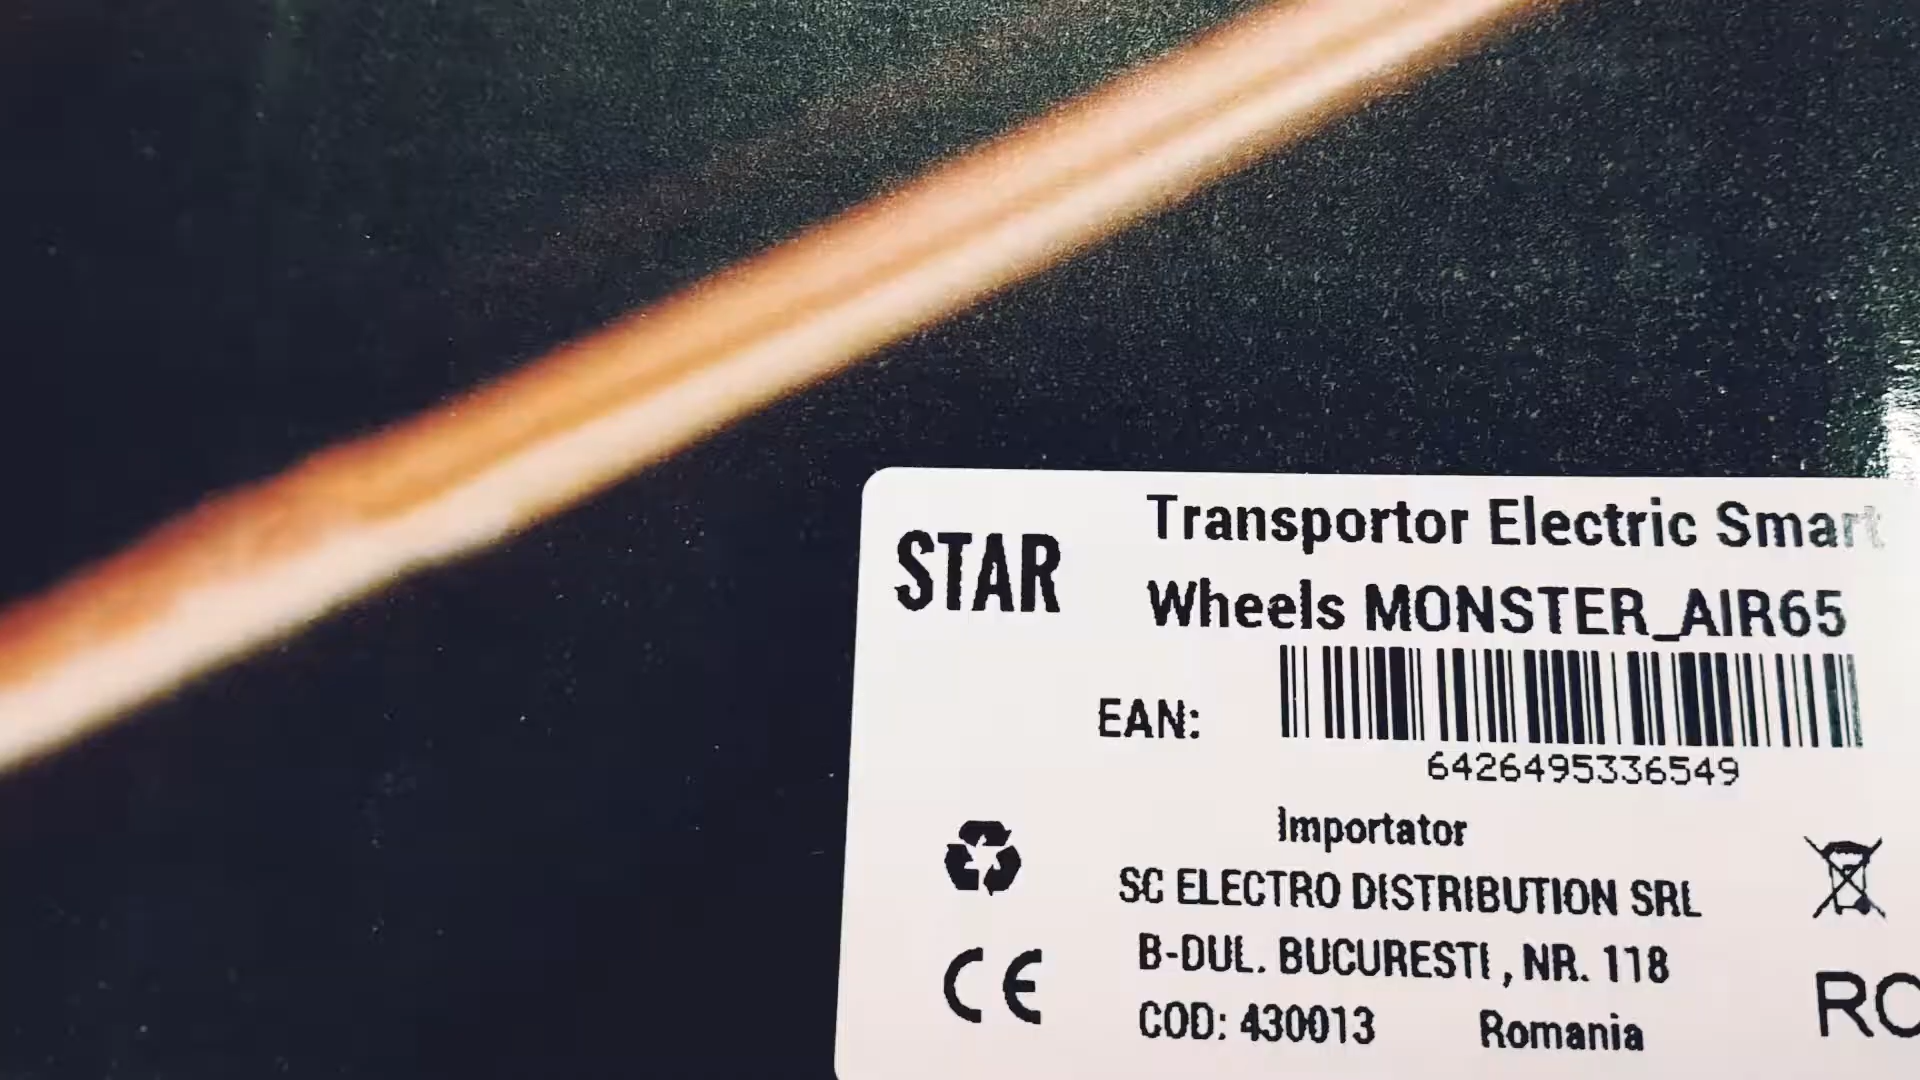 STAR
Transportor Electric Smart
Wheels MONSTER_AIR65
EAN:
6426495336549
Importator
SC ELECTRO DISTRIBUTION SRL
B-DUL. BUCURESTI, NR. 118
COD: 430013 Romania
CE